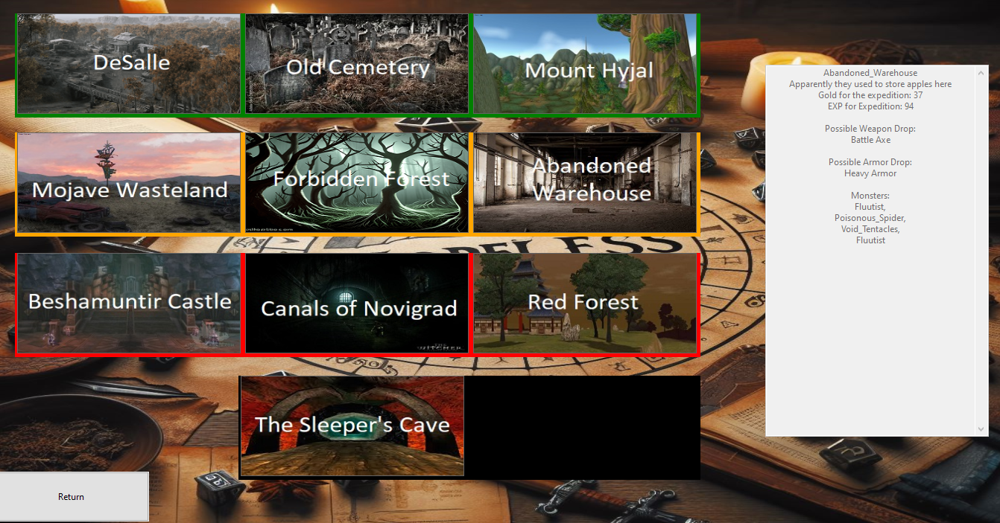 DeSalle
Old Cemetery
Mount Hyjal
Mojave Wasteland
Forbidden Forest
Abandoned
Warehouse
Beshamuntir Castle
Canals of Novigrad
THE
WITCHER
Red Forest
The Sleeper's Cave
Return
Abandoned_Warehouse
Apparently they used to store apples here
Gold for the expedition: 37
EXP for Expedition: 94
Possible Weapon Drop:
Battle Axe
Possible Armor Drop:
Heavy Armor
Monsters:
Fluutist,
Poisonous_Spider,
Void_Tentacles,
Fluutist